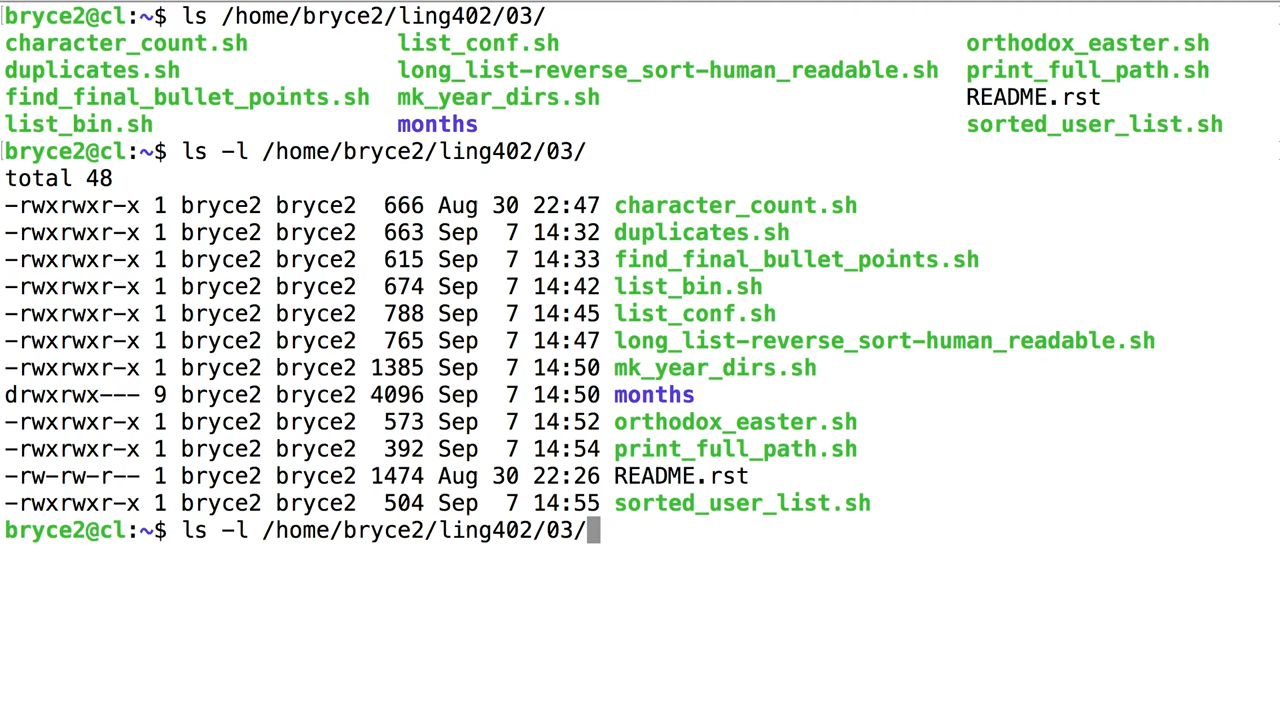 bryce2@cl:~$ ls /home/bryce2/ling402/03/
character_count.sh list_conf.sh orthodox_easter.sh
duplicates.sh long_list-reverse_sort-human_readable.sh print_full_path.sh
find_final_bullet_points.sh mk_year_dirs.sh README.rst
list_bin.sh months sorted_user_list.sh
bryce2@cl:~$ ls -l /home/bryce2/ling402/03/
total 48
-rwxrwxr-x 1 bryce2 bryce2  666 Aug 30 22:47 character_count.sh
-rwxrwxr-x 1 bryce2 bryce2  663 Sep  7 14:32 duplicates.sh
-rwxrwxr-x 1 bryce2 bryce2  615 Sep  7 14:33 find_final_bullet_points.sh
-rwxrwxr-x 1 bryce2 bryce2  674 Sep  7 14:42 list_bin.sh
-rwxrwxr-x 1 bryce2 bryce2  788 Sep  7 14:45 list_conf.sh
-rwxrwxr-x 1 bryce2 bryce2  765 Sep  7 14:47 long_list-reverse_sort-human_readable.sh
-rwxrwxr-x 1 bryce2 bryce2 1385 Sep  7 14:50 mk_year_dirs.sh
drwxrwx--- 9 bryce2 bryce2 4096 Sep  7 14:50 months
-rwxrwxr-x 1 bryce2 bryce2  573 Sep  7 14:52 orthodox_easter.sh
-rwxrwxr-x 1 bryce2 bryce2  392 Sep  7 14:54 print_full_path.sh
-rw-rw-r-- 1 bryce2 bryce2 1474 Aug 30 22:26 README.rst
-rwxrwxr-x 1 bryce2 bryce2  504 Sep  7 14:55 sorted_user_list.sh
bryce2@cl:~$ ls -l /home/bryce2/ling402/03/